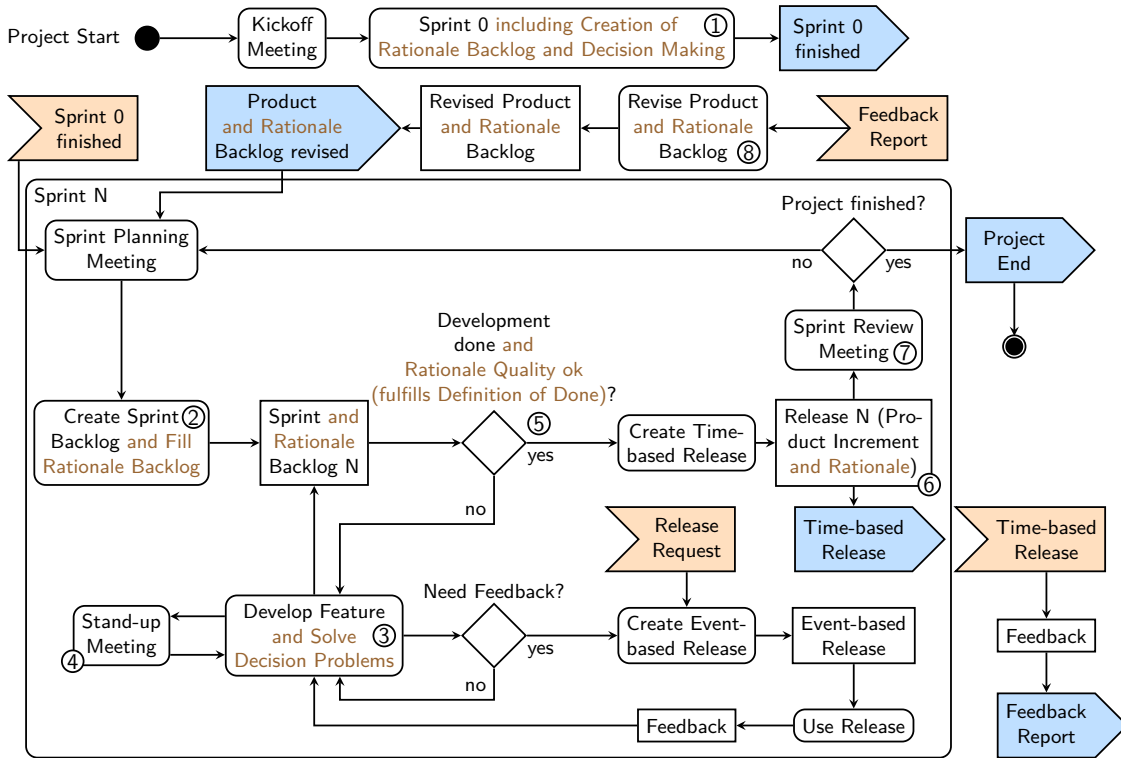 Project Start
Kickoff
Meeting
Sprint 0 including Creation of
Rationale Backlog and Decision Making
1
Sprint 0
finished
Sprint 0
finished
Product
and Rationale
Backlog revised
Revised Product
and Rationale
Backlog
Revise Product
and Rationale
Backlog 8
Feedback
Report
Sprint N
Sprint Planning
Meeting
Project finished?
no
yes
Project
End
Sprint Review
Meeting 7
Development
done and
Rationale Quality ok
(fulfills Definition of Done)?
Create Sprint 2
Backlog and Fill
Rationale Backlog
Sprint and
Rationale
Backlog N
5
yes
no
Create Time-
based Release
Release N (Pro-
duct Increment
and Rationale)
6
Release
Request
Time-based
Release
Time-based
Release
Stand-up
Meeting
4
Develop Feature
and Solve
Decision Problems
3
Need Feedback?
yes
no
Create Event-
based Release
Event-based
Release
Feedback
Feedback
Use Release
Feedback
Report